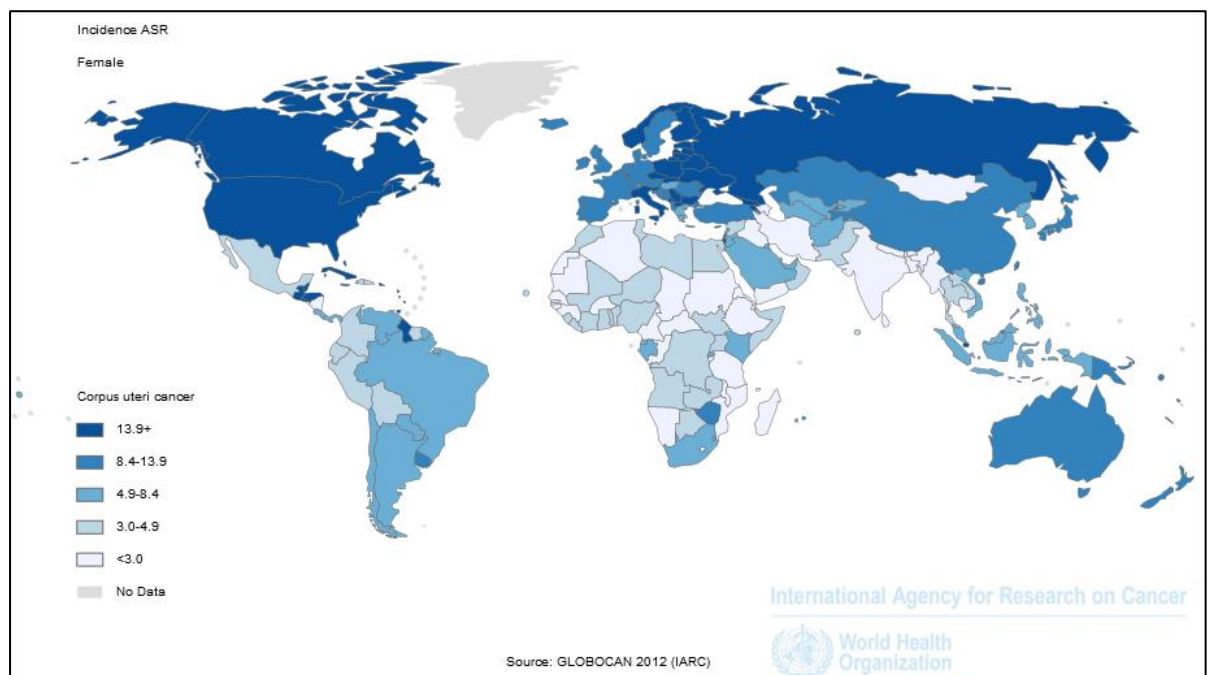 Incidence ASR
Female
Corpus uteri cancer
13.9+
8.4-13.9
4.9-8.4
3.0-4.9
<3.0
No Data
International Agency for Research on Cancer
World Health
Organization
Source: GLOBOCAN 2012 (IARC)